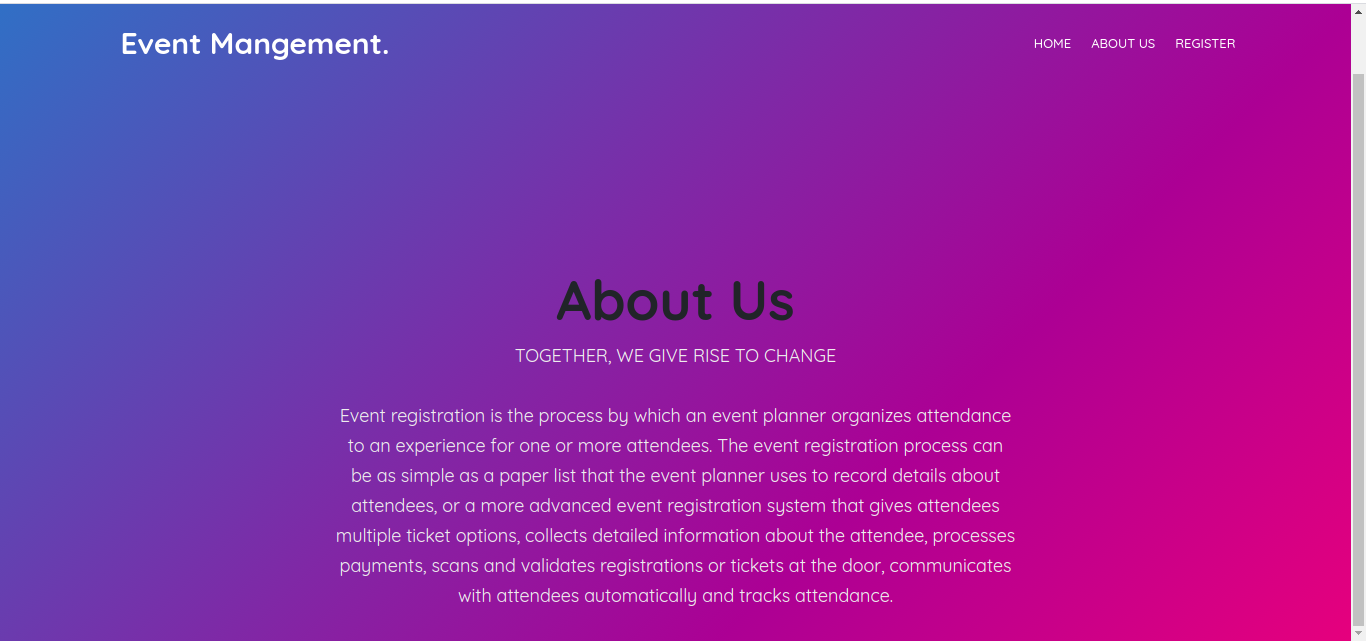 Event Mangement.
HOME ABOUT US REGISTER
About Us
TOGETHER, WE GIVE RISE TO CHANGE
Event registration is the process by which an event planner organizes attendance
to an experience for one or more attendees. The event registration process can
be as simple as a paper list that the event planner uses to record details about
attendees, or a more advanced event registration system that gives attendees
multiple ticket options, collects detailed information about the attendee, processes
payments, scans and validates registrations or tickets at the door, communicates
with attendees automatically and tracks attendance.